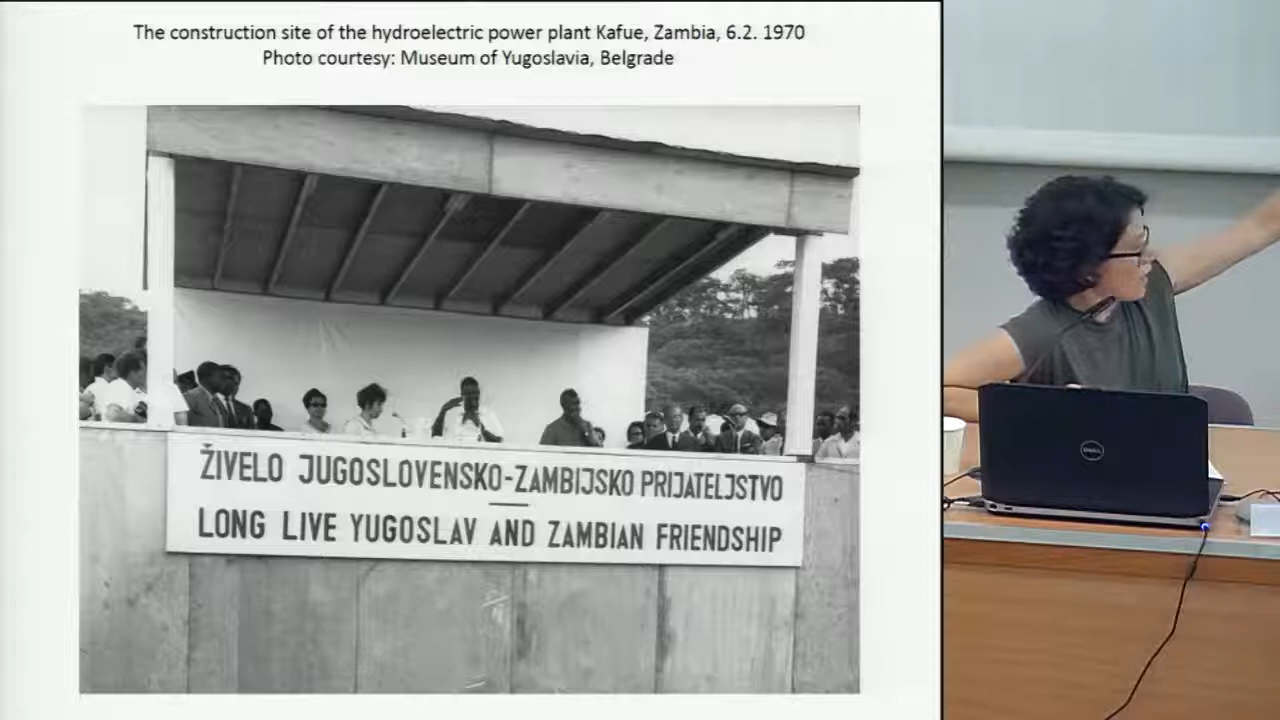 The construction site of the hydroelectric power plant Kafue, Zambia, 6.2. 1970
Photo courtesy: Museum of Yugoslavia, Belgrade
ŽIVELO JUGOSLOVENSKO-ZAMBIJSKO PRIJATELJSTVO
LONG LIVE YUGOSLAV AND ZAMBIAN FRIENDSHIP
DELL